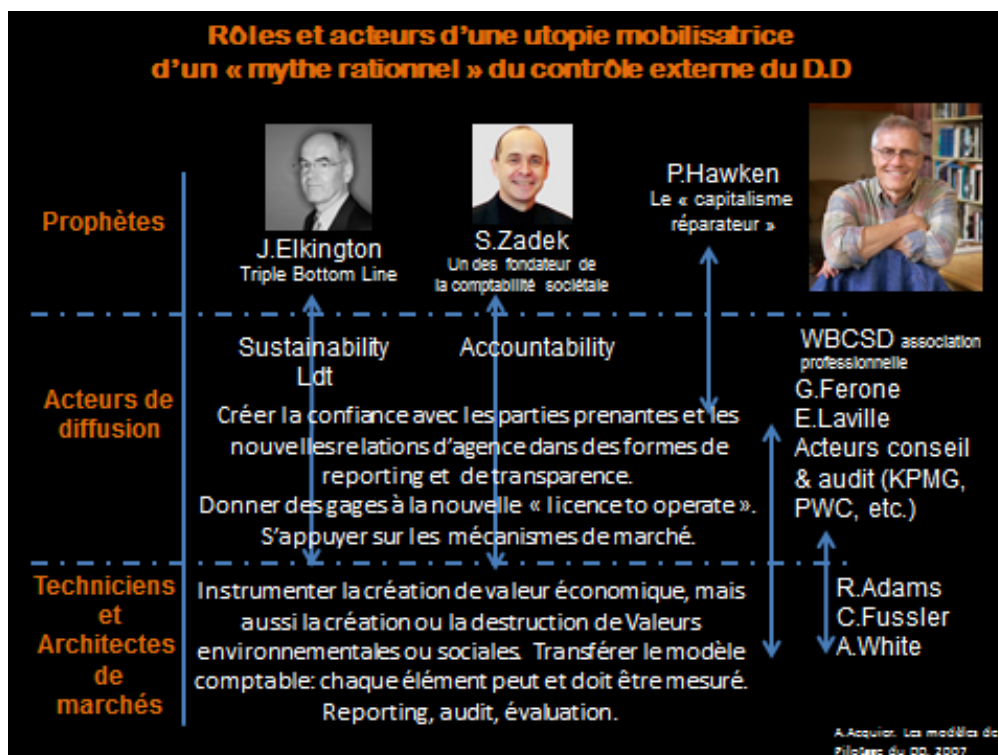 Rôles et acteurs d'une utopie mobilisatrice
d'un « mythe rationnel » du contrôle externe du D.D
Prophètes
J.Elkington
Triple Bottom Line
S.Zadek
Un des fondateur de
la comptabilité sociétale
P.Hawken
Le « capitalisme
réparateur »
Acteurs de
diffusion
Sustainability
Ldt
Accountability
Créer la confiance avec les parties prenantes et les
nouvellesrelations d'agence dans des formes de
reporting et de transparence.
Donner des gages à la nouvelle « licence to operate ».
S'appuyer sur les mécanismes de marché.
WBCSD association
professionnelle
G.Ferone
E.Laville
Acteurs conseil
& audit (KPMG,
PWC, etc.)
Techniciens
et
Architectes
de
marchés
Instrumenter la création de valeur économique, mais
aussi la création ou la destruction de Valeurs
environnementales ou sociales. Transférer le modèle
comptable: chaque élément peut et doit être mesuré.
Reporting, audit, évaluation.
R.Adams
C.Fussler
A.White
A.Acquier. Les modèles de
Pilotage du DD, 2007